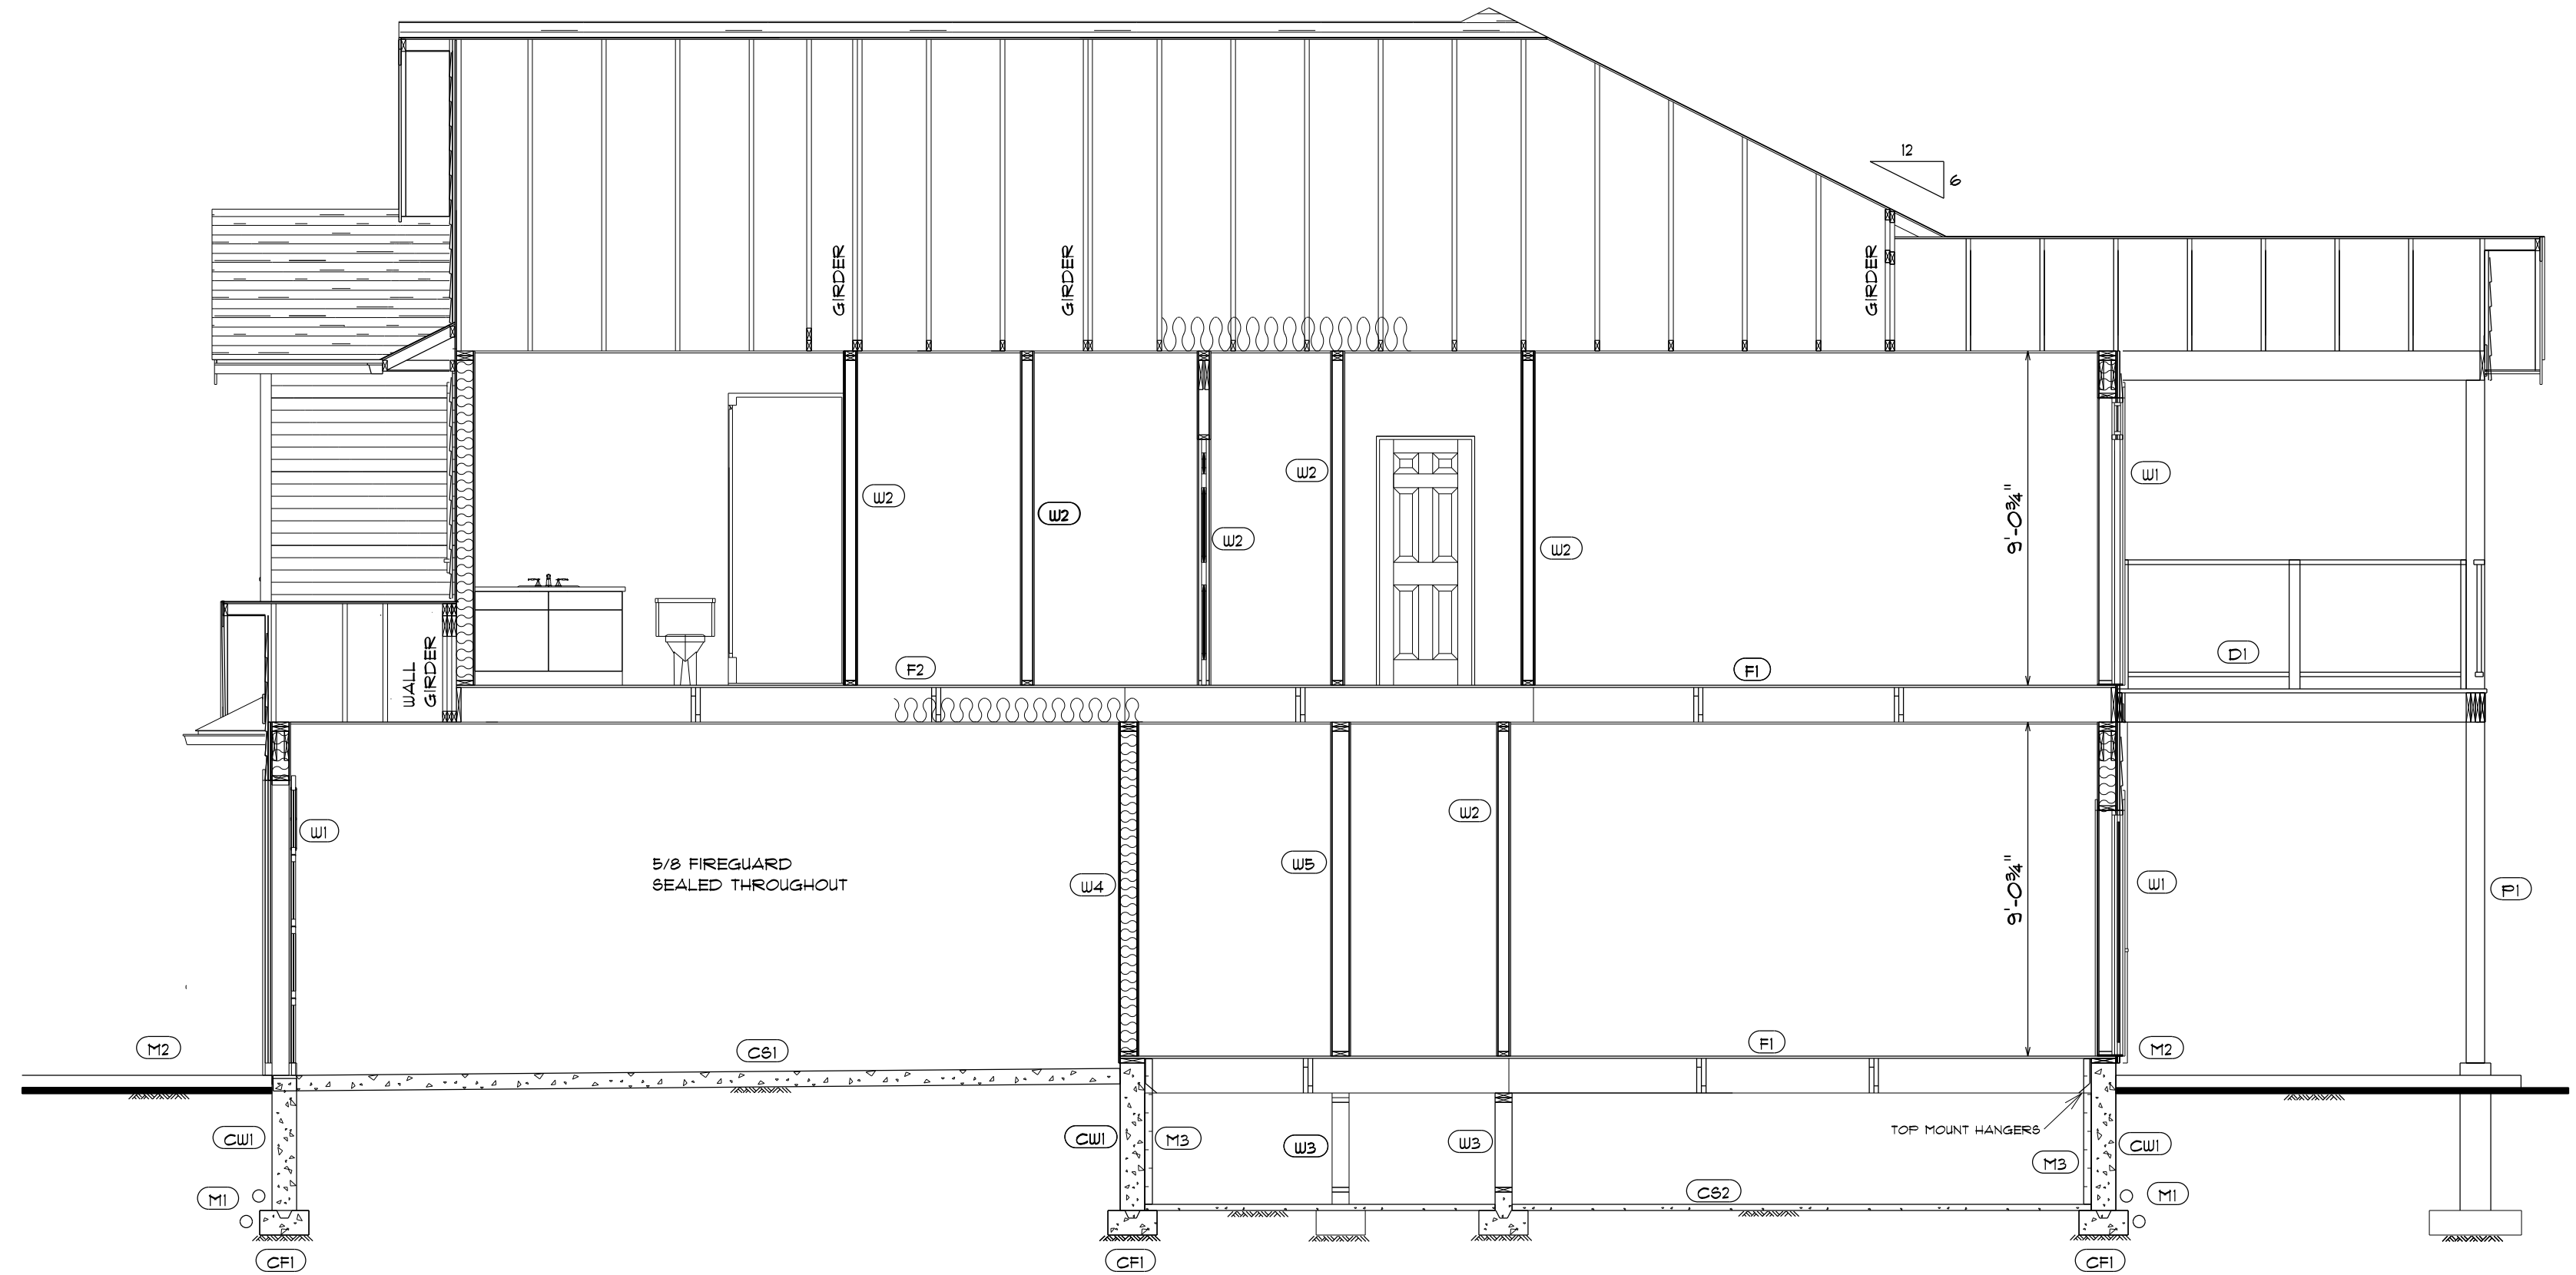 12
6
GIRDER
GIRDER
GIRDER
W2
W1
W2
W2
9'-0¾"
W2
W2
WALL
GIRDER
F2
F1
D1
W1
5/8 FIREGUARD
SEALED THROUGHOUT
W4
W5
W2
9'-0¾"
W1
P1
M2
CS1
F1
M2
CW1
CW1
M3
W3
W3
TOP MOUNT HANGERS
M3
CW1
M1
CS2
M1
CF1
CF1
CF1